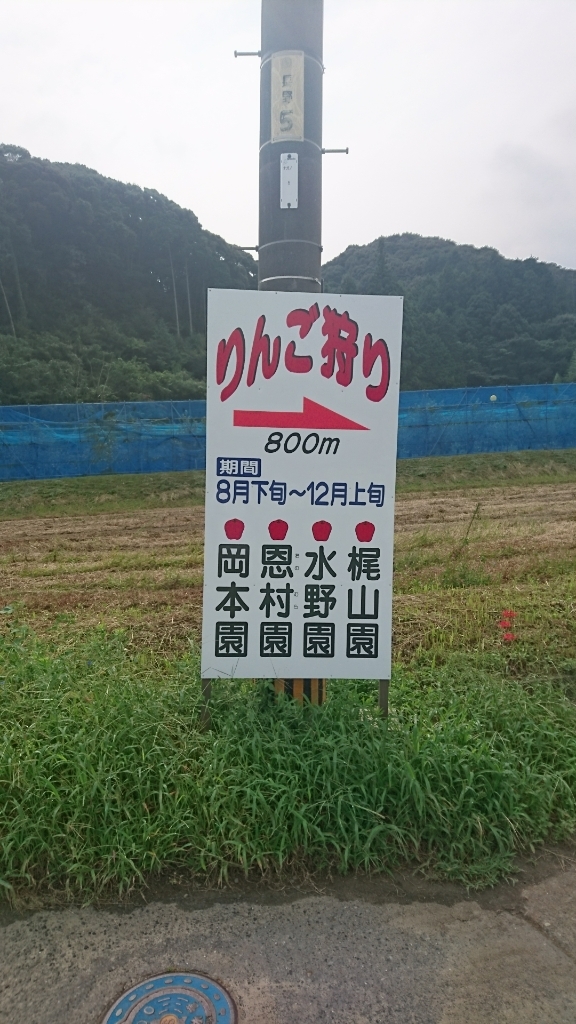 5
りんご狩り
800m
期間
8月下旬～12月上旬
梶山園
水野園
恩村園
岡本園